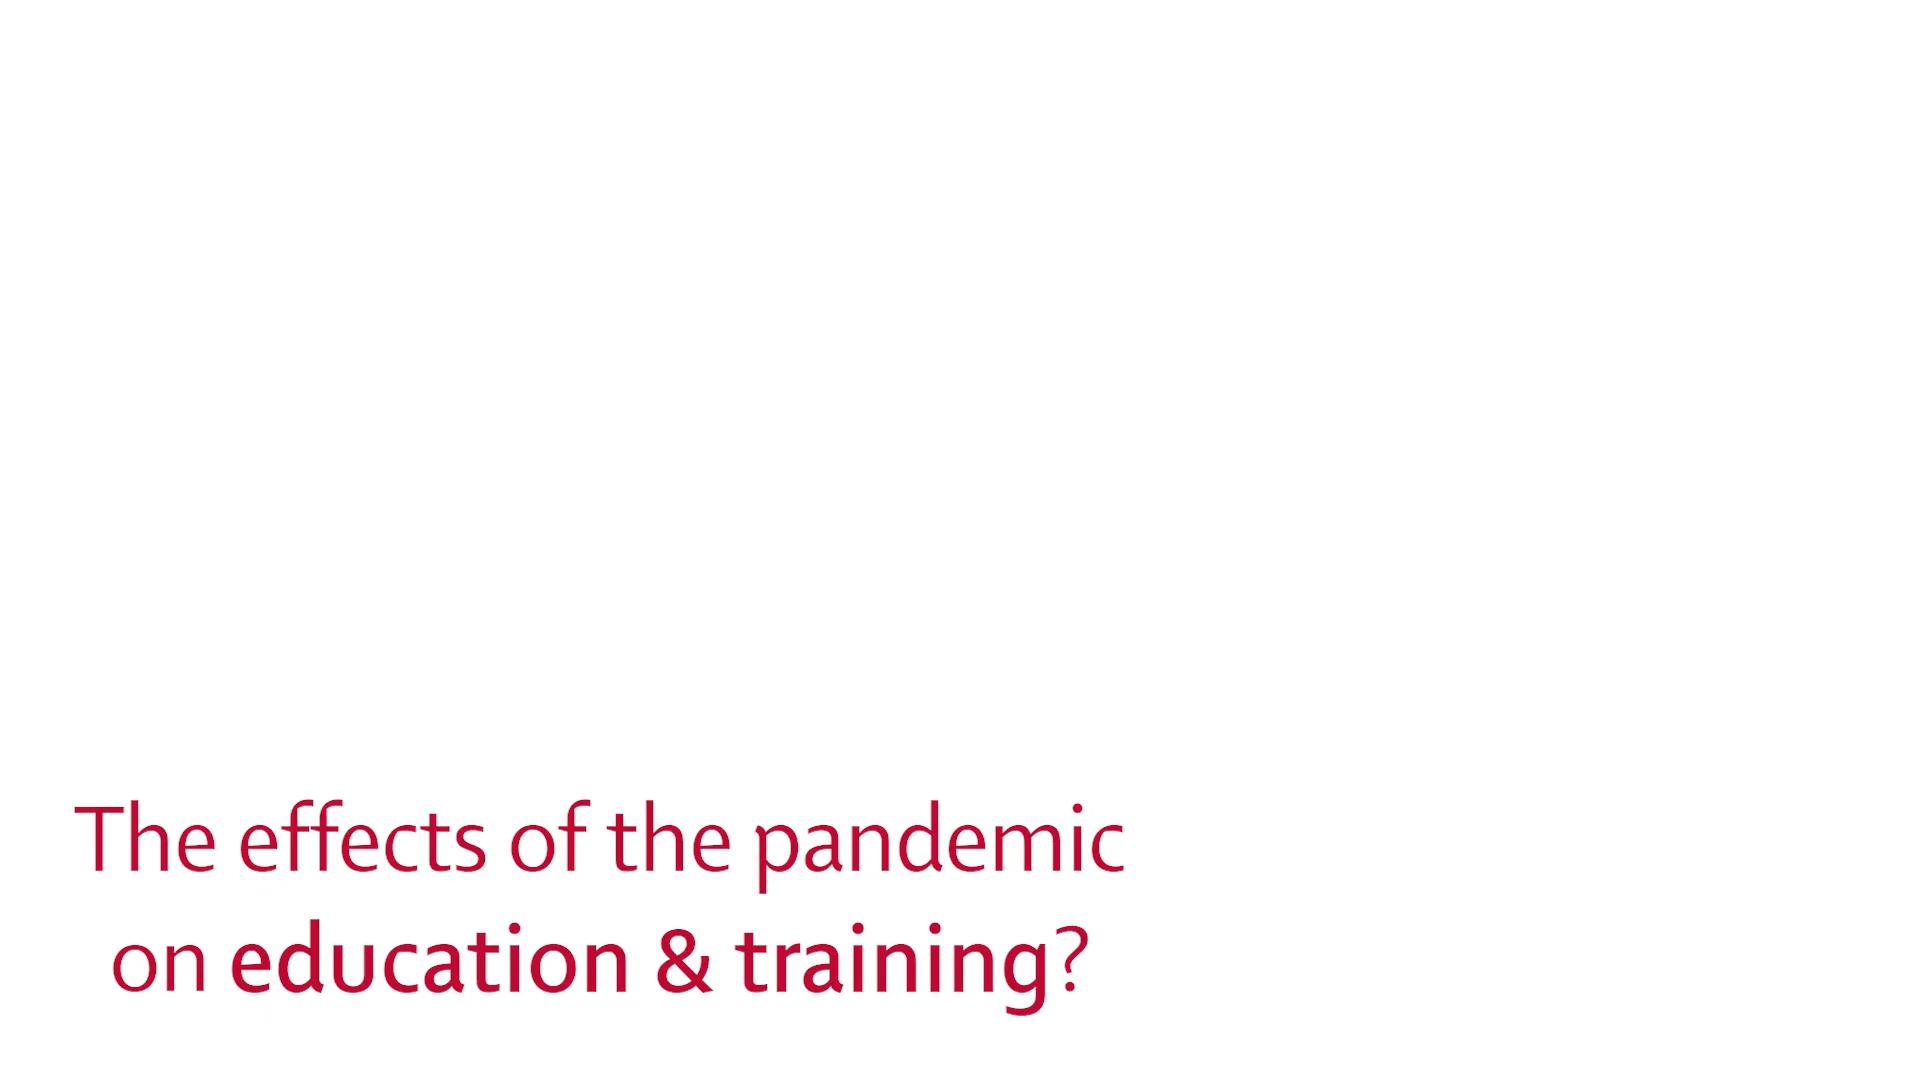 The effects of the pandemic
on education & training?